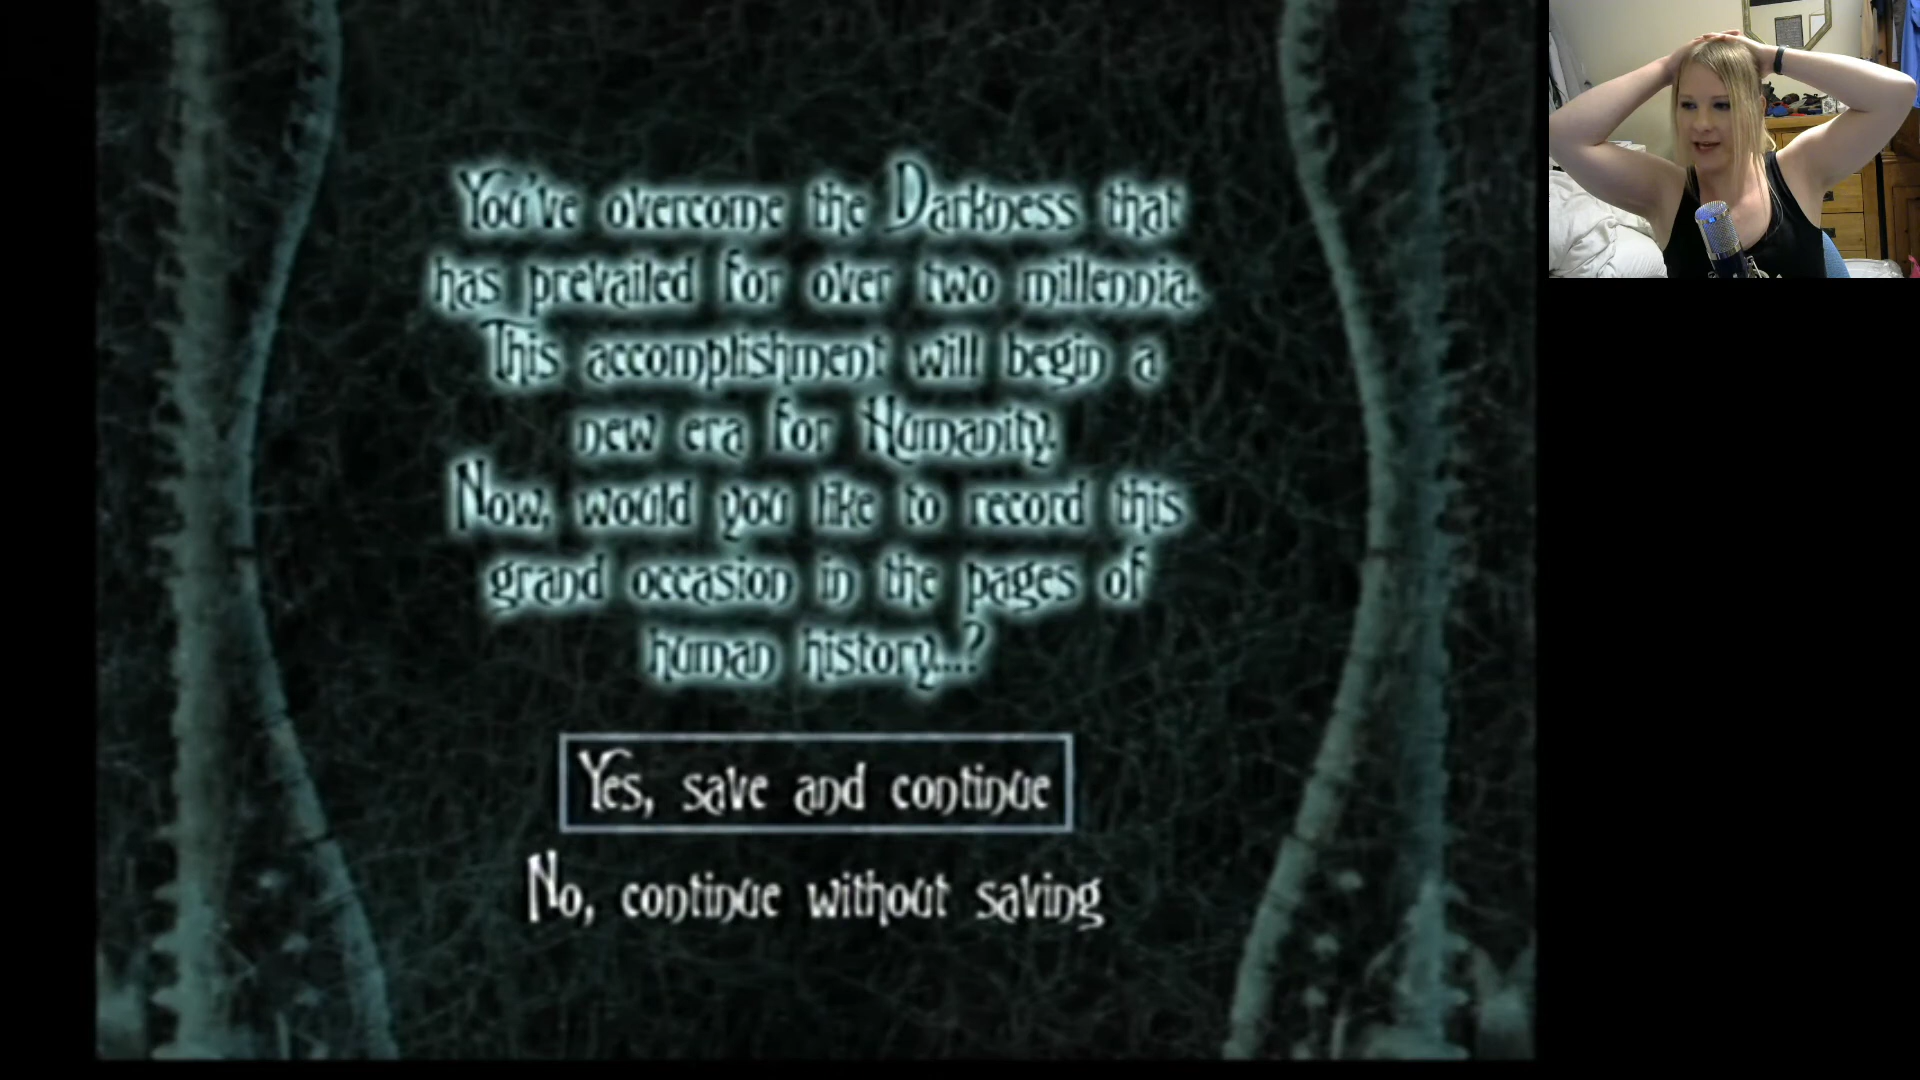 You've overcome the Darkness that
has prevailed for over two millennia.
This accomplishment will begin a
new era for Humanity.
Now, would you like to record this
grand occasion in the pages of
human history...?
Yes, save and continue
No, continue without saving